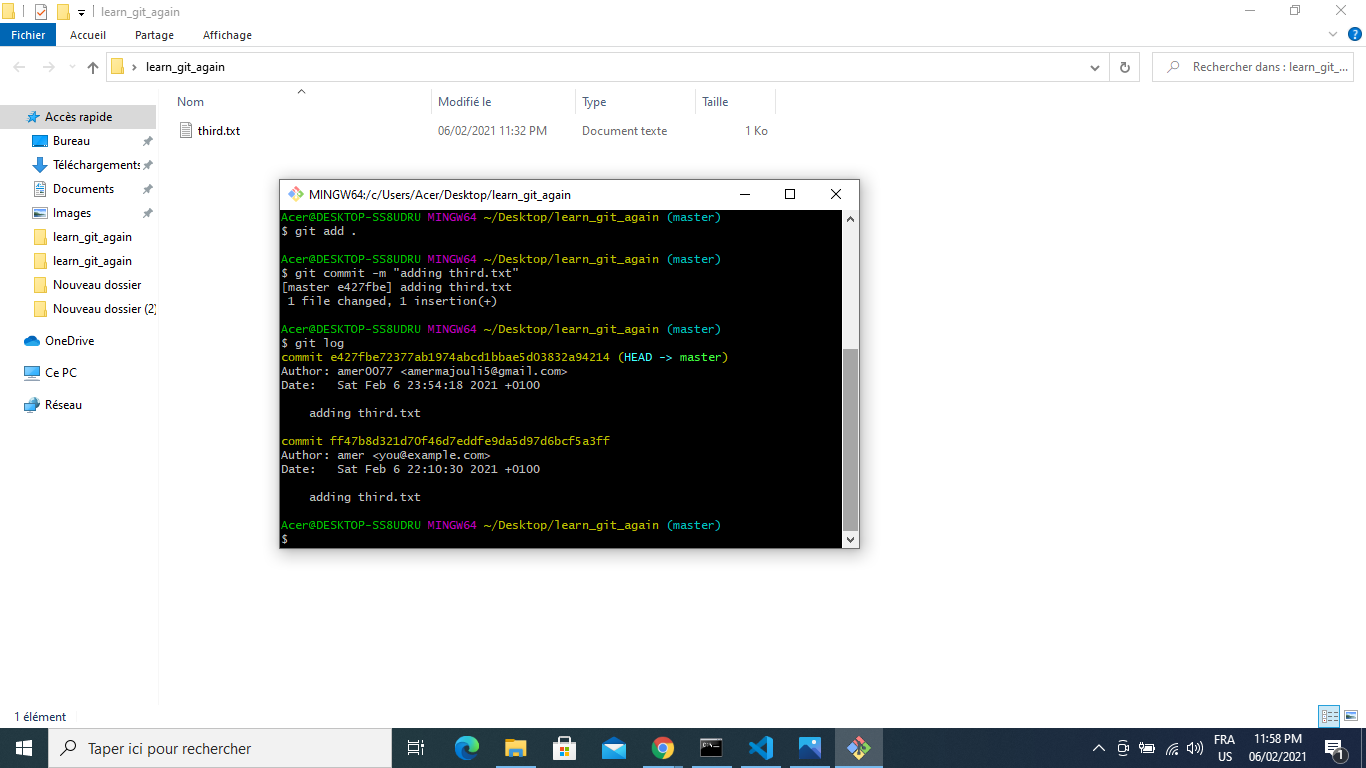 learn_git_again
Fichier Accueil Partage Affichage
learn_git_again
Rechercher dans : learn_git_...
Nom Modifié le Type Taille
third.txt 06/02/2021 11:32 PM Document texte 1 Ko
Accès rapide
Bureau
Téléchargements
Documents
Images
learn_git_again
learn_git_again
Nouveau dossier
Nouveau dossier (2)
OneDrive
Ce PC
Réseau
MINGW64:/c/Users/Acer/Desktop/learn_git_again
Acer@DESKTOP-SS8UDRU MINGW64 ~/Desktop/learn_git_again (master)
$ git add .
Acer@DESKTOP-SS8UDRU MINGW64 ~/Desktop/learn_git_again (master)
$ git commit -m "adding third.txt"
[master e427fbe] adding third.txt
1 file changed, 1 insertion(+)
Acer@DESKTOP-SS8UDRU MINGW64 ~/Desktop/learn_git_again (master)
$ git log
commit e427fbe72377ab1974abcd1bbae5d03832a94214 (HEAD -> master)
Author: amer0077 <amermajouli5@gmail.com>
Date: Sat Feb 6 23:54:18 2021 +0100
adding third.txt
commit ff47b8d321d70f46d7eddfe9da5d97d6bcf5a3ff
Author: amer <you@example.com>
Date: Sat Feb 6 22:10:30 2021 +0100
adding third.txt
Acer@DESKTOP-SS8UDRU MINGW64 ~/Desktop/learn_git_again (master)
$
1 élément
Taper ici pour rechercher
FRA 11:58 PM
US 06/02/2021
1